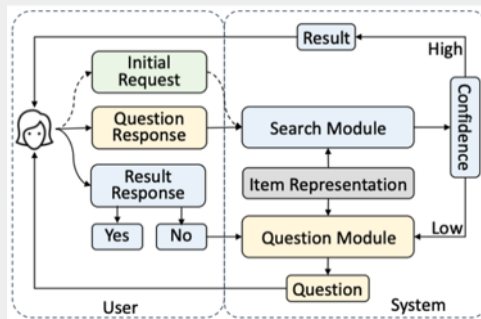 Result
High
Initial
Request
Question
Response
Search Module
Confidence
Result
Response
Item Representation
Yes
No
Question Module
Low
Question
User
System